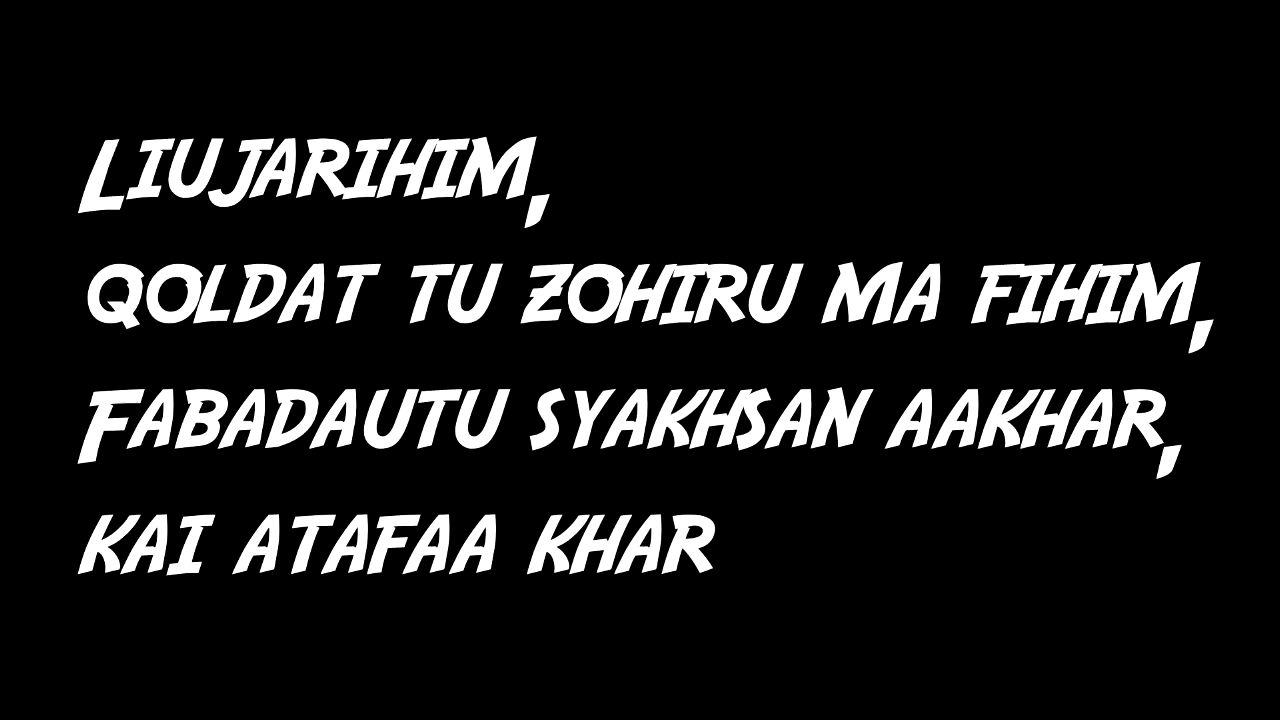 Liujarihim,
qoldat tu zohiru ma fihim,
Fabadautu syakhsan aakhar,
kai atafaa khar